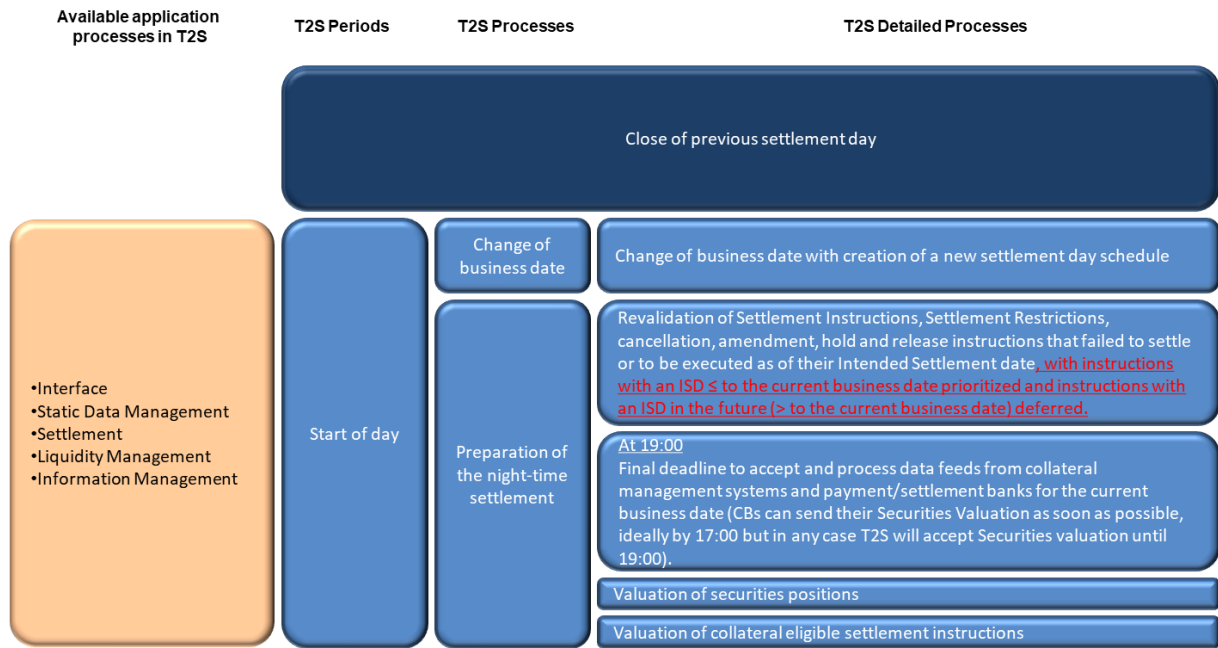 Available application
processes in T2S
T2S Periods
T2S Processes
T2S Detailed Processes
Close of previous settlement day
•Interface
•Static Data Management
•Settlement
•Liquidity Management
•Information Management
Start of day
Change of
business date
Change of business date with creation of a new settlement day schedule
Preparation of
the night-time
settlement
Revalidation of Settlement Instructions, Settlement Restrictions,
cancellation, amendment, hold and release instructions that failed to settle
or to be executed as of their Intended Settlement date, with instructions
with an ISD ≤ to the current business date prioritized and instructions with
an ISD in the future (> to the current business date) deferred.
At 19:00
Final deadline to accept and process data feeds from collateral
management systems and payment/settlement banks for the current
business date (CBs can send their Securities Valuation as soon as possible,
ideally by 17:00 but in any case T2S will accept Securities valuation until
19:00).
Valuation of securities positions
Valuation of collateral eligible settlement instructions